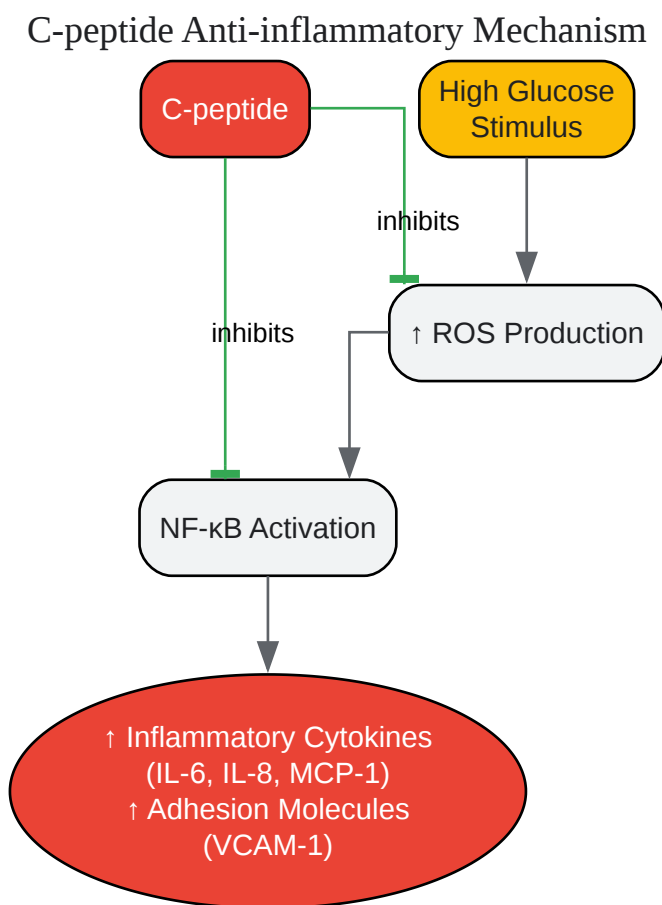 C-peptide Anti-inflammatory Mechanism
C-peptide
High Glucose
Stimulus
inhibits
inhibits
↑ ROS Production
NF-κB Activation
↑ Inflammatory Cytokines
(IL-6, IL-8, MCP-1)
↑ Adhesion Molecules
(VCAM-1)